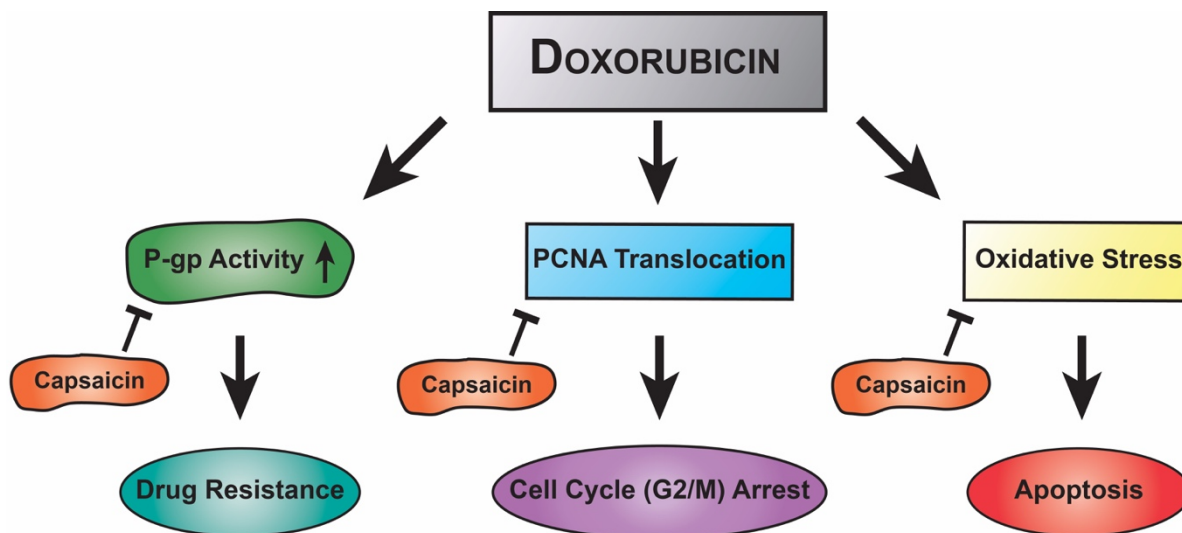 DOXORUBICIN
P-gp Activity
PCNA Translocation
Oxidative Stress
Capsaicin
Capsaicin
Capsaicin
Drug Resistance
Cell Cycle (G2/M) Arrest
Apoptosis